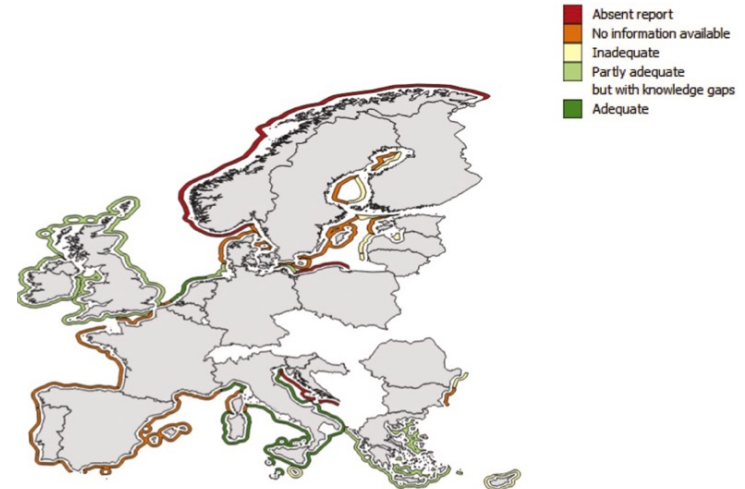 Absent report
No information available
Inadequate
Partly adequate
but with knowledge gaps
Adequate